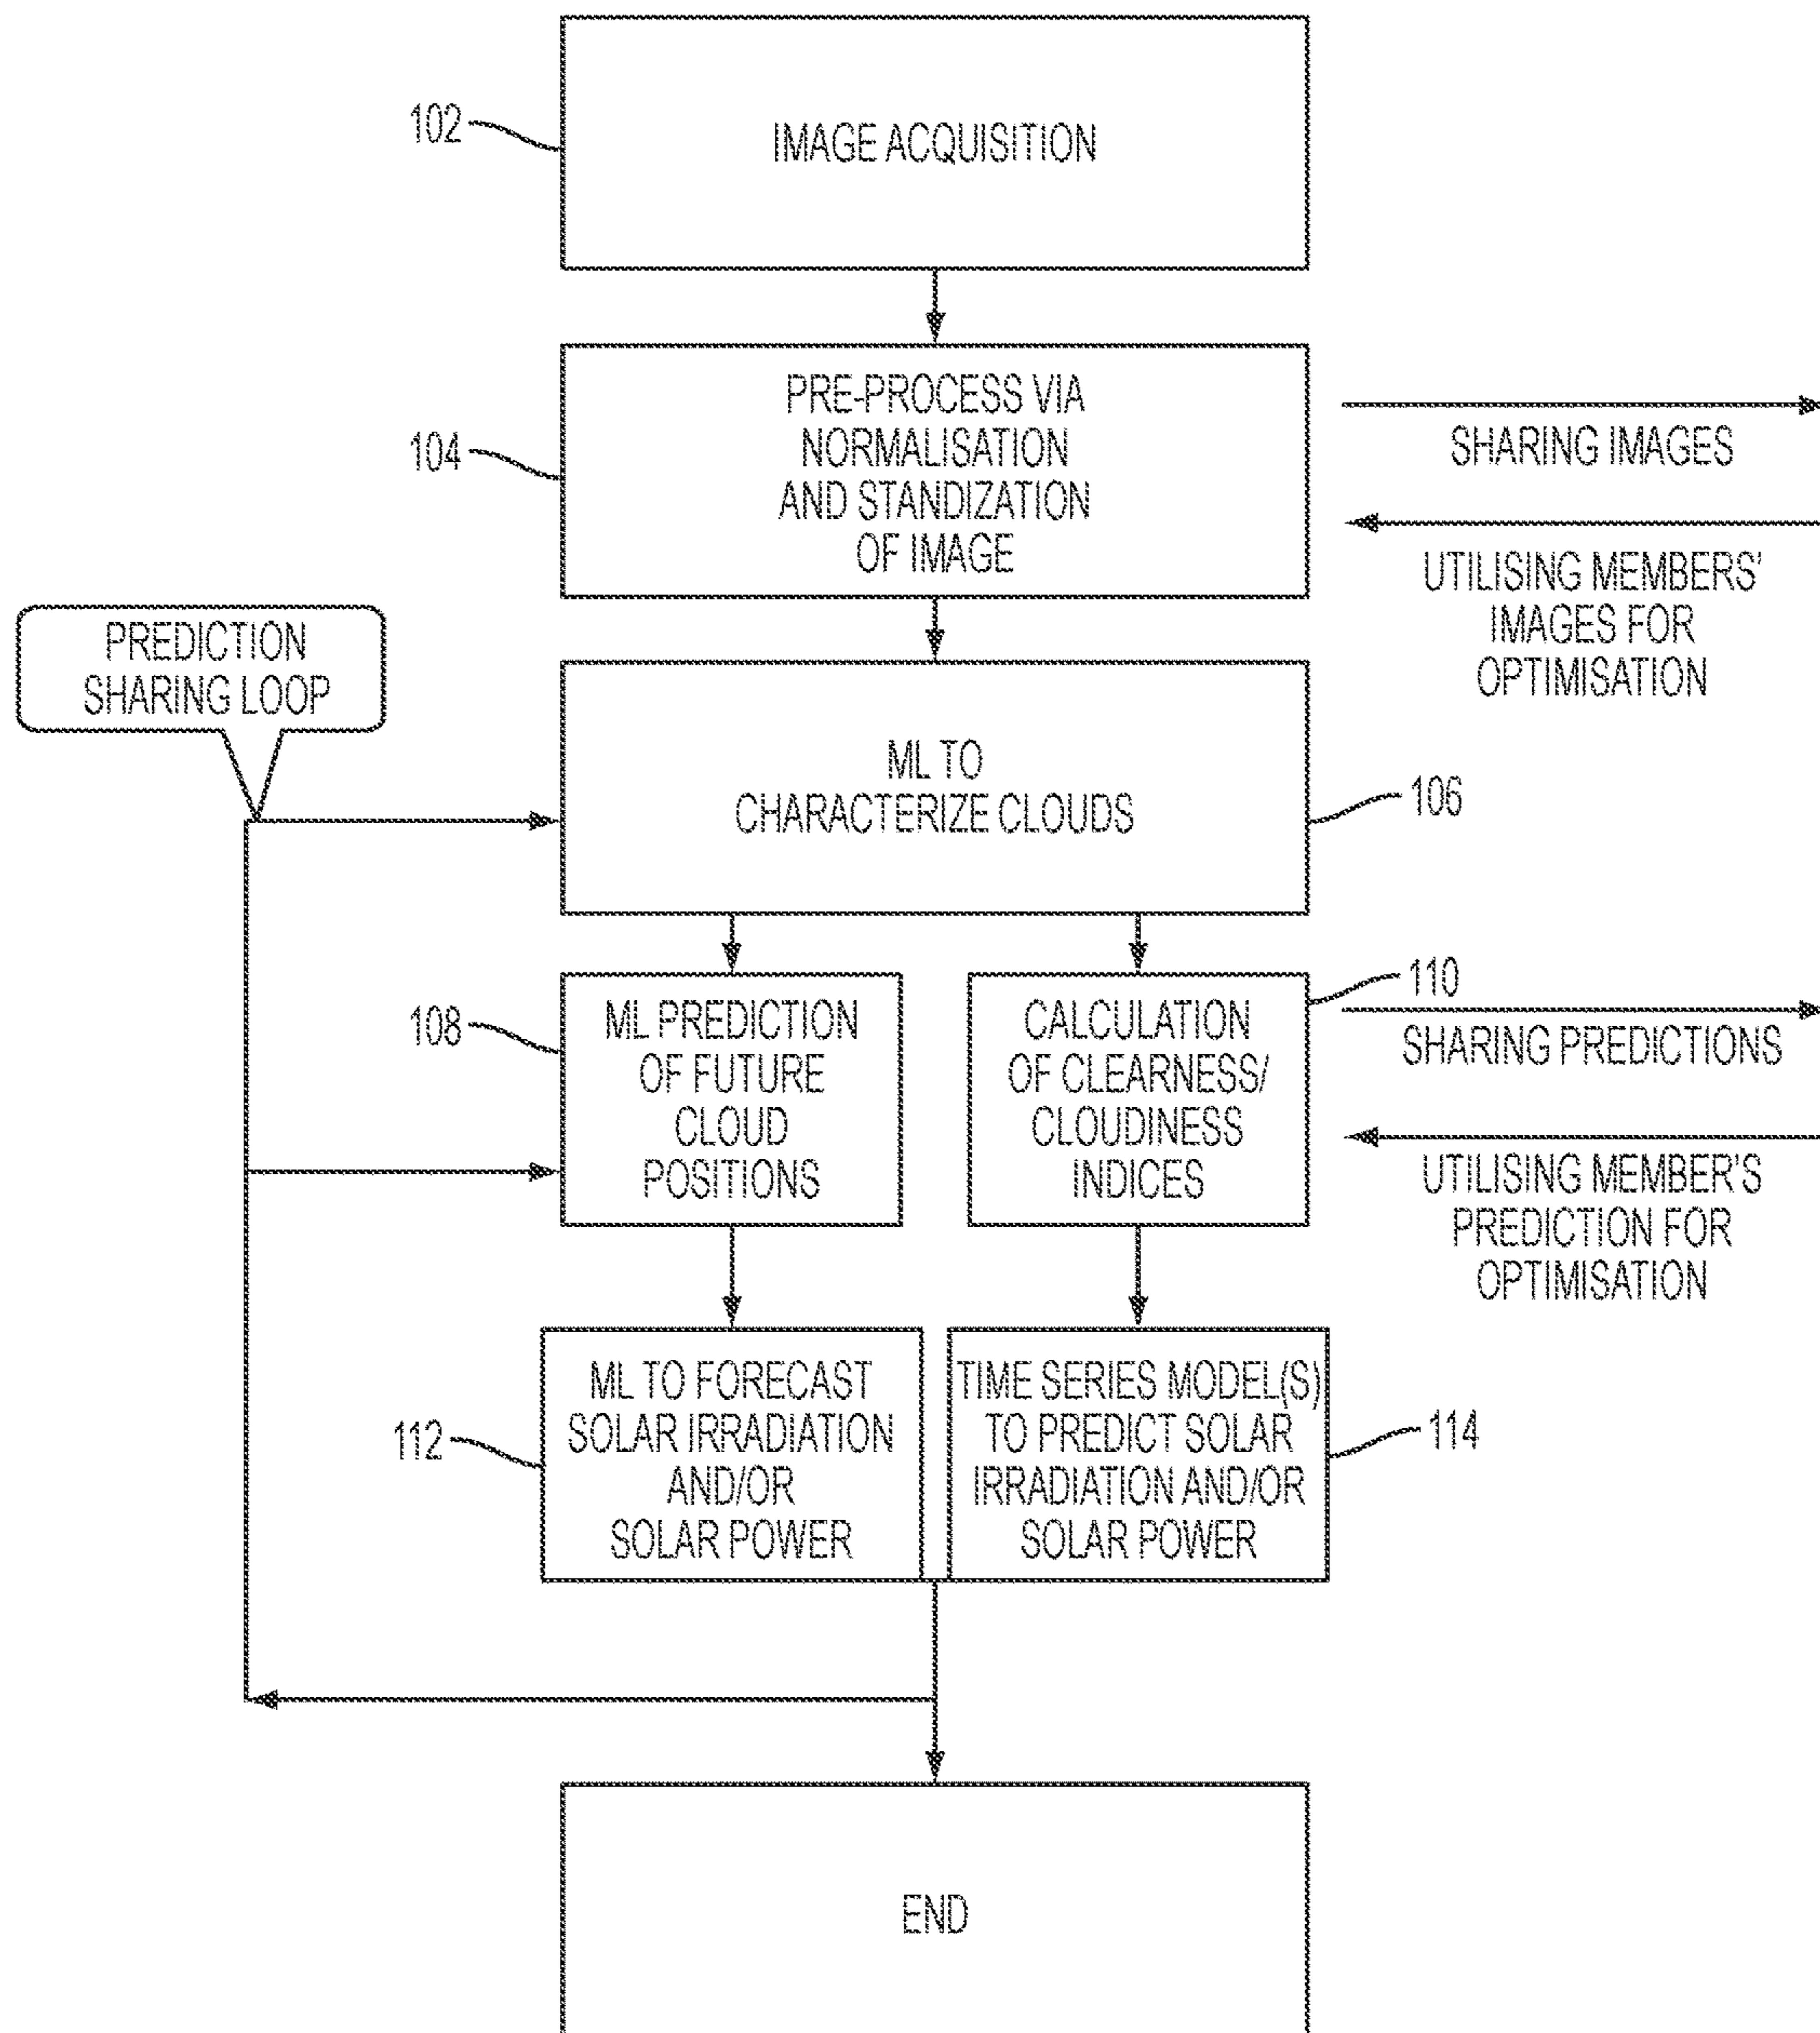 102
IMAGE ACQUISITION
104
PRE-PROCESS VIA
NORMALISATION
AND STANDIZATION
OF IMAGE
SHARING IMAGES
UTILISING MEMBERS'
IMAGES FOR
OPTIMISATION
PREDICTION
SHARING LOOP
ML TO
CHARACTERIZE CLOUDS
106
108
ML PREDICTION
OF FUTURE
CLOUD
POSITIONS
CALCULATION
OF CLEARNESS/
CLOUDINESS
INDICES
110
SHARING PREDICTIONS
UTILISING MEMBER'S
PREDICTION FOR
OPTIMISATION
112
ML TO FORECAST
SOLAR IRRADIATION
AND/OR
SOLAR POWER
TIME SERIES MODEL(S)
TO PREDICT SOLAR
IRRADIATION AND/OR
SOLAR POWER
114
END